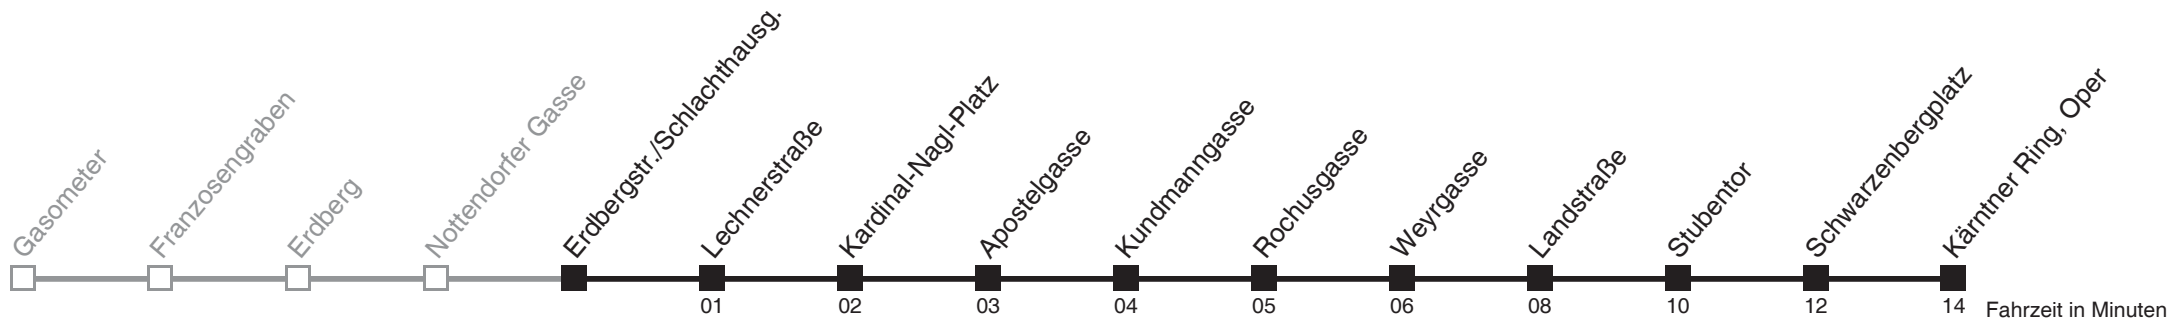 Gasometer
Franzosengraben
Erdberg
Nottendorfer Gasse
Erdbergstr./Schlachthausg.
Lechnerstraße
Kardinal-Nagl-Platz
Apostelgasse
Kundmanngasse
Rochusgasse
Weyrgasse
Landstraße
Stubentor
Schwarzenbergplatz
Kärntner Ring, Oper
01 02 03 04 05 06 08 10 12 14 Fahrzeit in Minuten